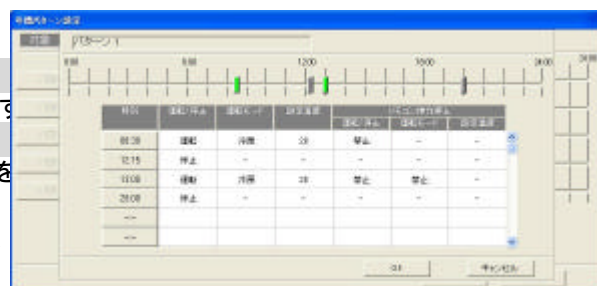 パターン1
0:00 6:00 12:00 18:00 24:00
時刻 運転/停止 運転モード 設定温度 リモコン操作禁止
運転/停止 運転モード 設定温度
運転 冷房 28 禁止 - -
12:15 停止 - - - - -
13:00 運転 冷房 28 禁止 禁止 -
停止 - - - - -
--:--
--:--
OK キャンセル
す
を